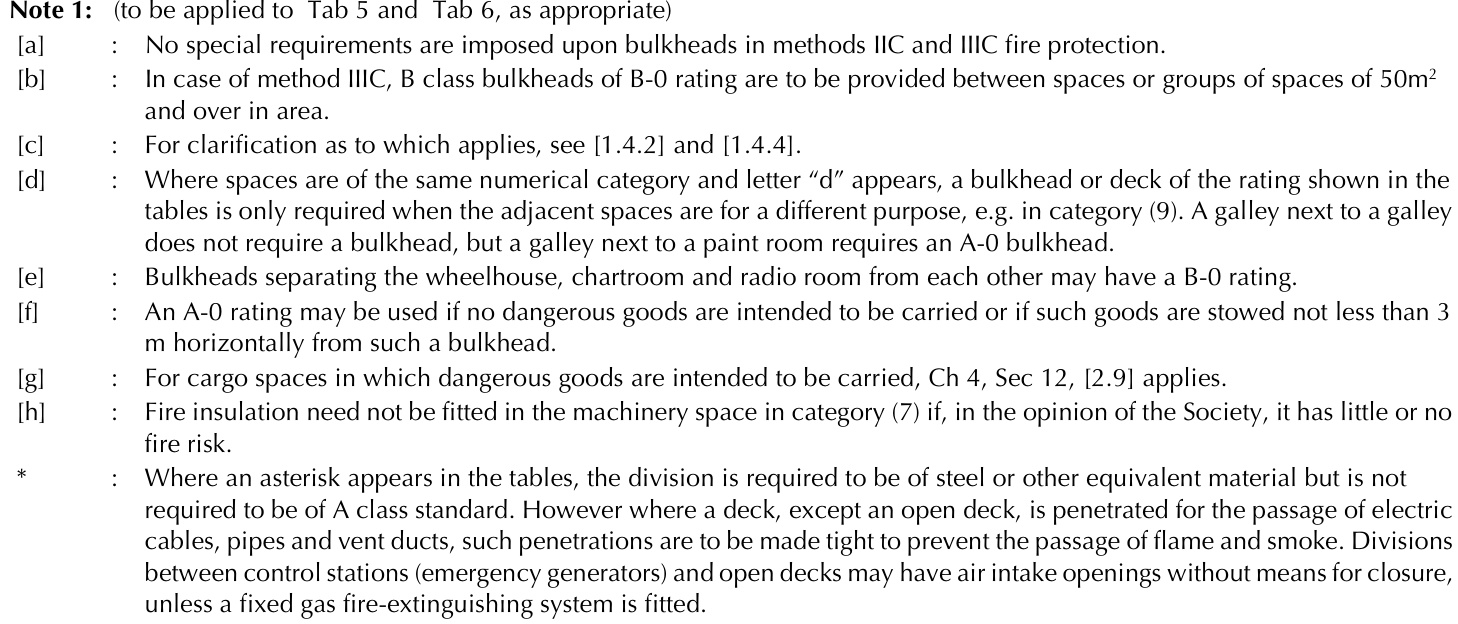 Note 1: (to be applied to Tab 5 and Tab 6, as appropriate)
[a] : No special requirements are imposed upon bulkheads in methods IIC and IIIC fire protection.
[b] : In case of method IIIC, B class bulkheads of B-0 rating are to be provided between spaces or groups of spaces of 50m²
and over in area.
[c] : For clarification as to which applies, see [1.4.2] and [1.4.4].
[d] : Where spaces are of the same numerical category and letter “d” appears, a bulkhead or deck of the rating shown in the
tables is only required when the adjacent spaces are for a different purpose, e.g. in category (9). A galley next to a galley
does not require a bulkhead, but a galley next to a paint room requires an A-0 bulkhead.
[e] : Bulkheads separating the wheelhouse, chartroom and radio room from each other may have a B-0 rating.
[f] : An A-0 rating may be used if no dangerous goods are intended to be carried or if such goods are stowed not less than 3
m horizontally from such a bulkhead.
[g] : For cargo spaces in which dangerous goods are intended to be carried, Ch 4, Sec 12, [2.9] applies.
[h] : Fire insulation need not be fitted in the machinery space in category (7) if, in the opinion of the Society, it has little or no
fire risk.
* : Where an asterisk appears in the tables, the division is required to be of steel or other equivalent material but is not
required to be of A class standard. However where a deck, except an open deck, is penetrated for the passage of electric
cables, pipes and vent ducts, such penetrations are to be made tight to prevent the passage of flame and smoke. Divisions
between control stations (emergency generators) and open decks may have air intake openings without means for closure,
unless a fixed gas fire-extinguishing system is fitted.